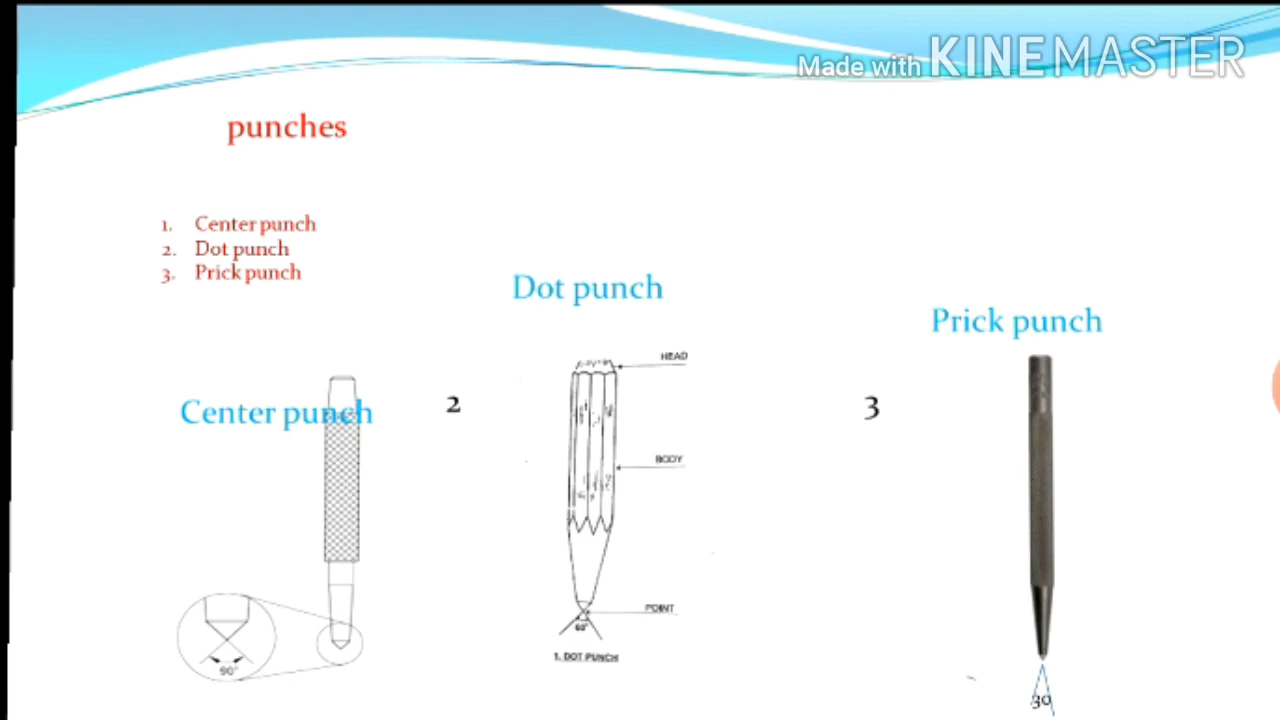 Made with KINEMASTER
punches
1. Center punch
2. Dot punch
3. Prick punch
Dot punch
Prick punch
HEAD
Center punch
2
3
BODY
POINT
60°
1. DOT PUNCH
90°
30